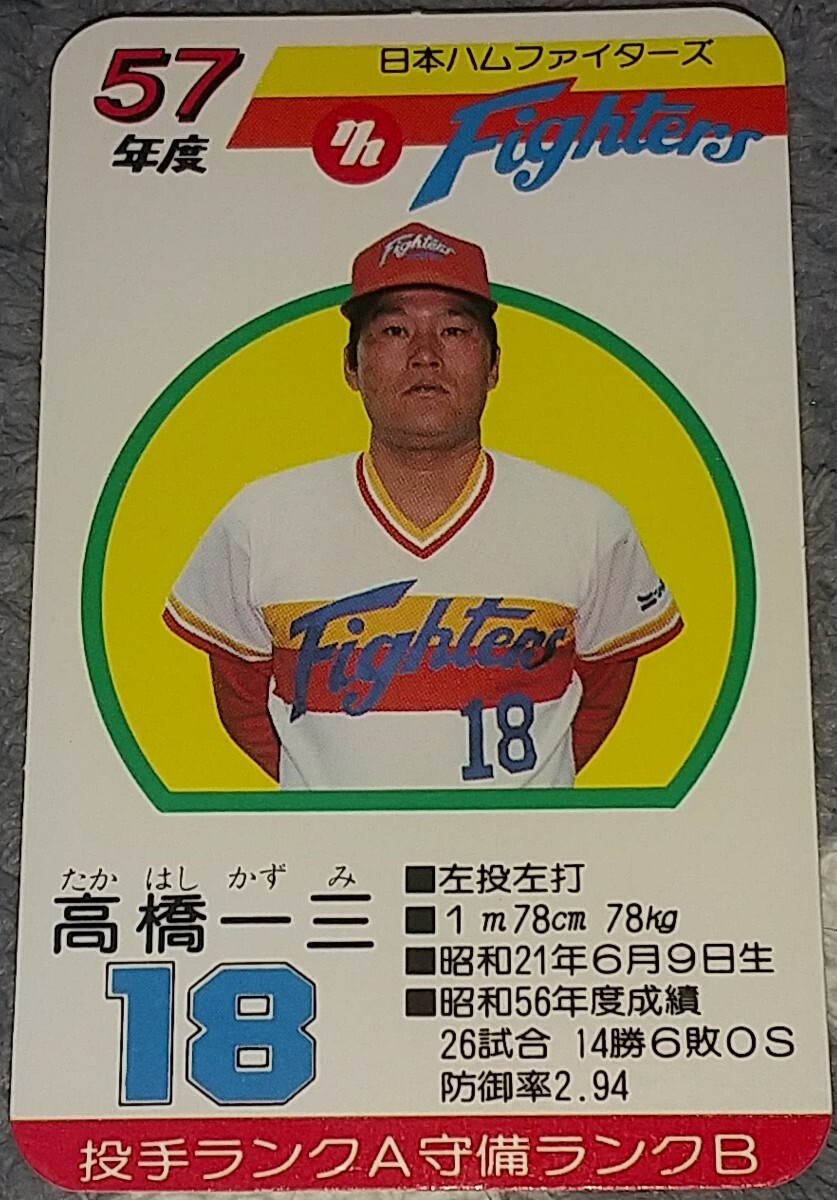 57
年度
日本ハムファイターズ
Fighters
Fighters
Fighters
18
たか はし かず み
高橋一三
18
■左投左打
■1m78cm 78kg
■昭和21年6月9日生
■昭和56年度成績
26試合 14勝6敗0S
防御率2.94
投手ランクA守備ランクB